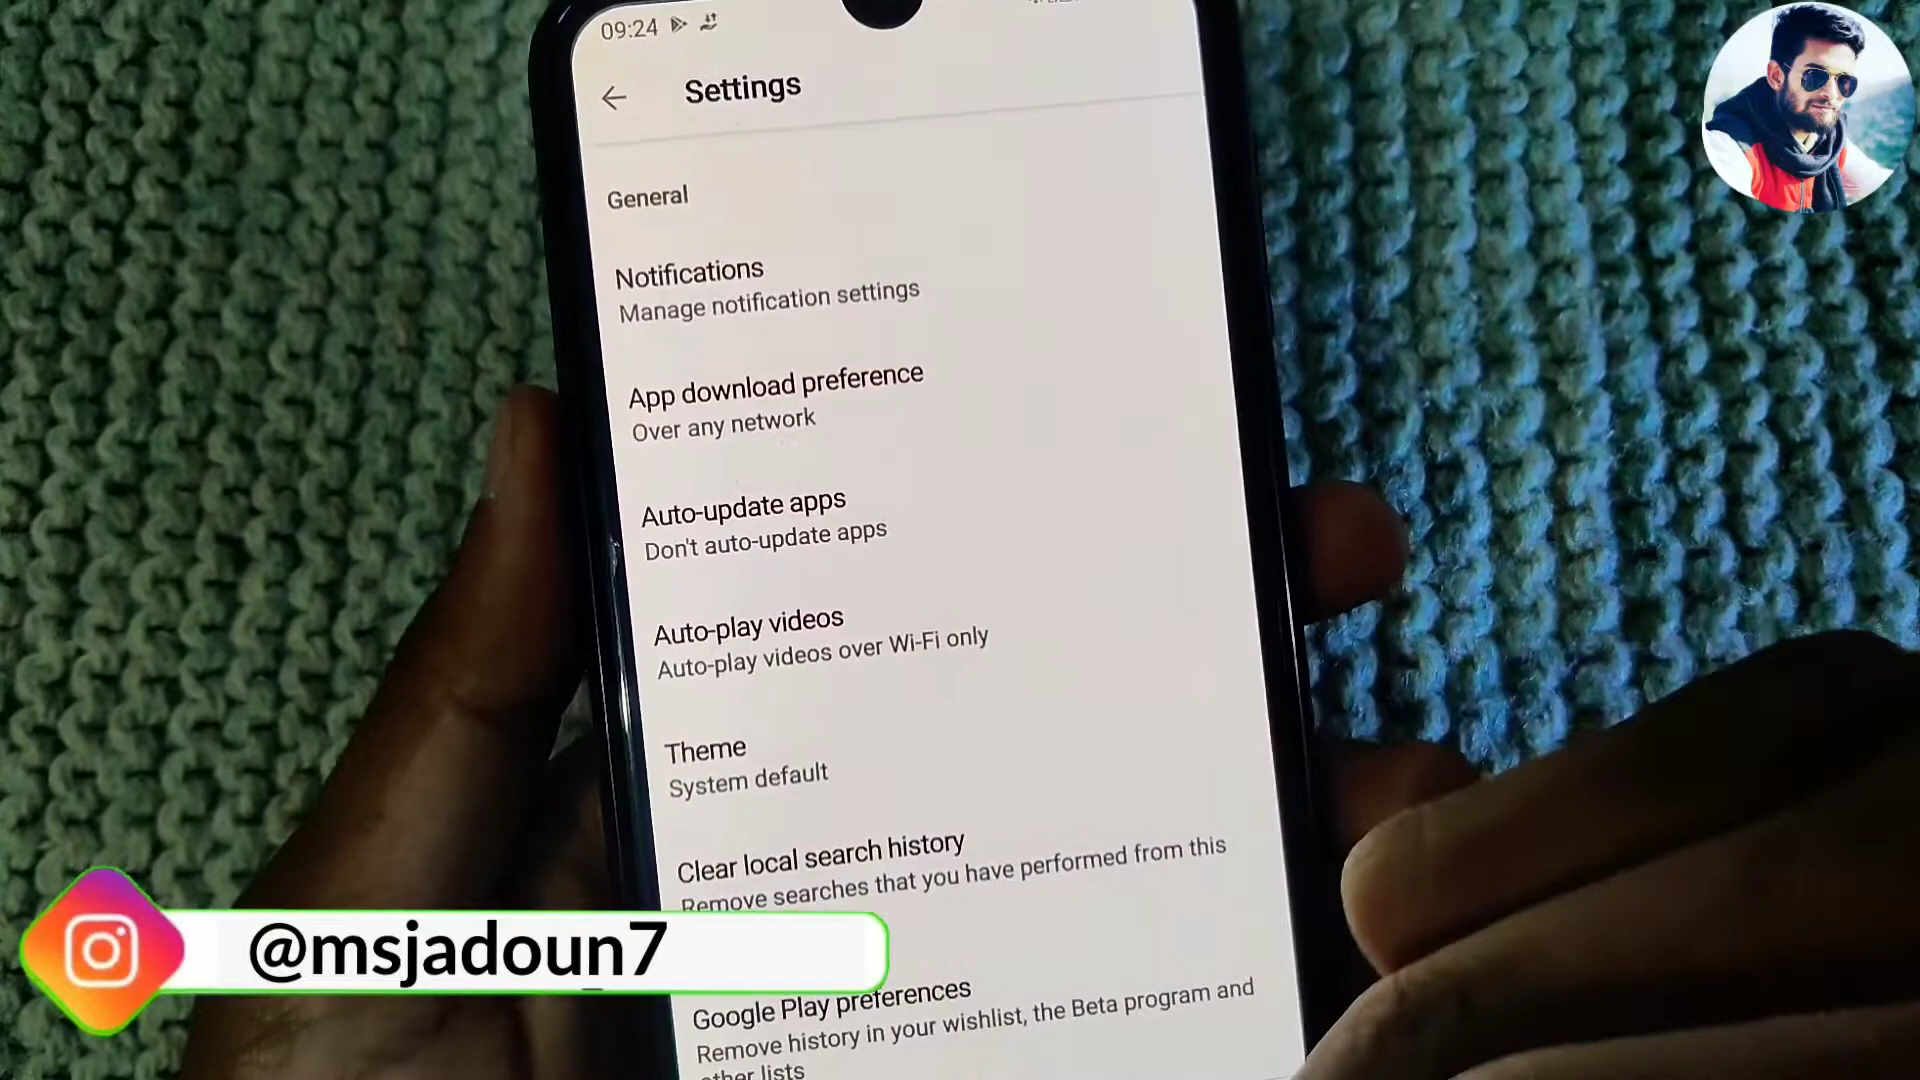 09:24
Settings
General
Notifications
Manage notification settings
App download preference
Over any network
Auto-update apps
Don't auto-update apps
Auto-play videos
Auto-play videos over Wi-Fi only
Theme
System default
Clear local search history
Remove searches that you have performed from this
@msjadoun7
Google Play preferences
Remove history in your wishlist, the Beta program and
other lists